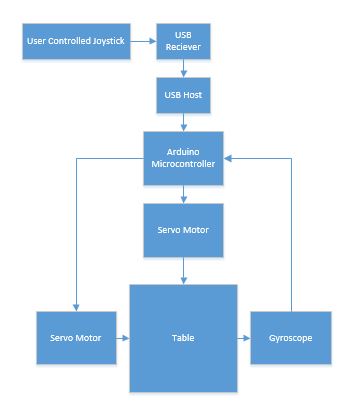 User Controlled Joystick
USB
Reciever
USB Host
Arduino
Microcontroller
Servo Motor
Servo Motor
Table
Gyroscope